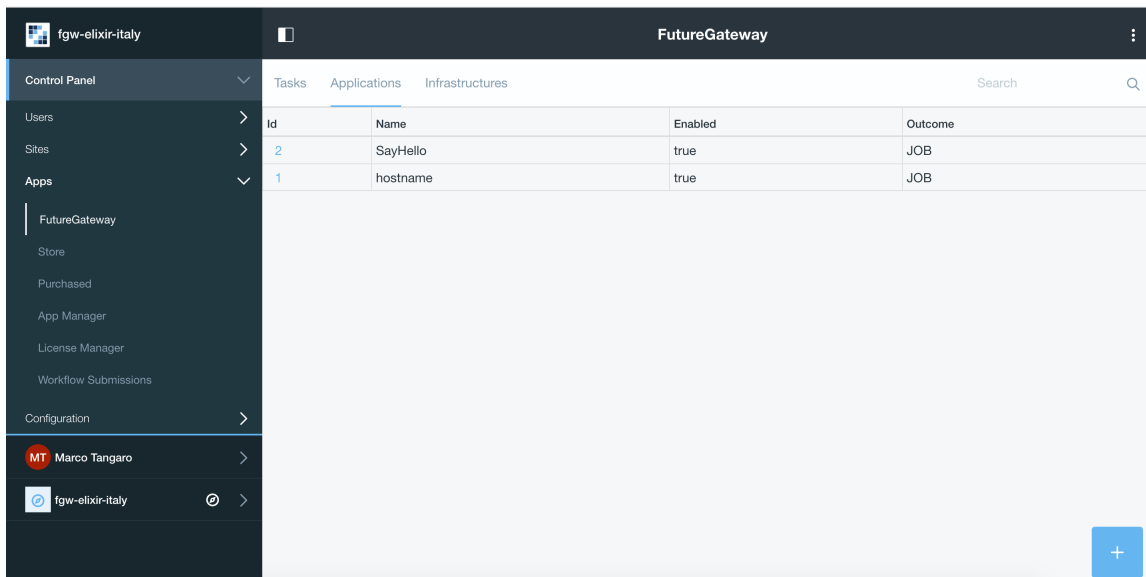 fgw-elixir-italy
FutureGateway
Control Panel
Tasks Applications Infrastructures Search
Users
Sites
Apps
FutureGateway
Store
Purchased
App Manager
License Manager
Workflow Submissions
Configuration
MT Marco Tangaro
fgw-elixir-italy
Id Name Enabled Outcome
2 SayHello true JOB
1 hostname true JOB